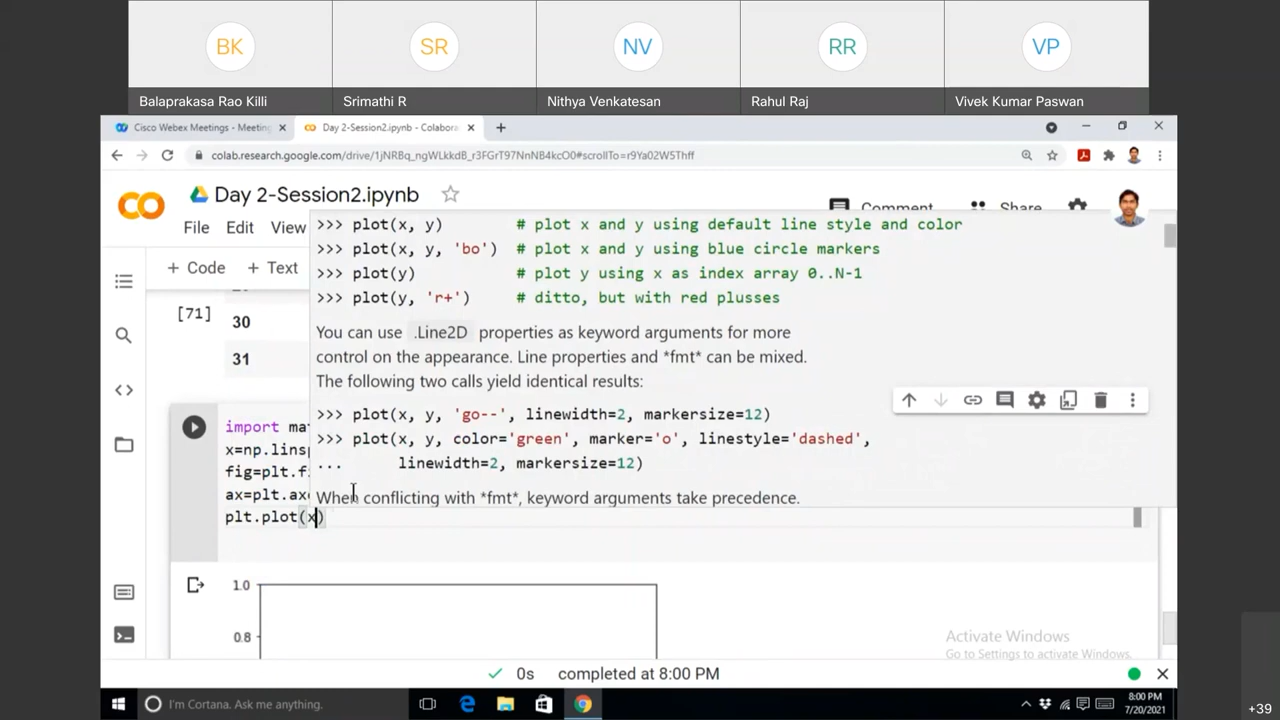 BK
SR
NV
RR
VP
Balaprakasa Rao Killi
Srimathi R
Nithya Venkatesan
Rahul Raj
Vivek Kumar Paswan
Cisco Webex Meetings - Meeting
Day 2-Session2.ipynb - Colabora
colab.research.google.com/drive/1jNRBq_ngWLkkdB_r3FGrT97NnNB4kcO0#scrollTo=r9Ya02W5Thff
Day 2-Session2.ipynb
Comment
Share
File Edit View
+ Code + Text
>>> plot(x, y) # plot x and y using default line style and color
>>> plot(x, y, 'bo') # plot x and y using blue circle markers
>>> plot(y) # plot y using x as index array 0..N-1
>>> plot(y, 'r+') # ditto, but with red plusses
You can use .Line2D properties as keyword arguments for more
control on the appearance. Line properties and *fmt* can be mixed.
The following two calls yield identical results:
>>> plot(x, y, 'go--', linewidth=2, markersize=12)
>>> plot(x, y, color='green', marker='o', linestyle='dashed',
... linewidth=2, markersize=12)
When conflicting with *fmt*, keyword arguments take precedence.
[71]
30
31
import mat
x=np.lins
fig=plt.f
ax=plt.ax
plt.plot(x)
1.0
0.8
Activate Windows
Go to Settings to activate Windows.
0s completed at 8:00 PM
I'm Cortana. Ask me anything.
8:00 PM
7/20/2021
+39